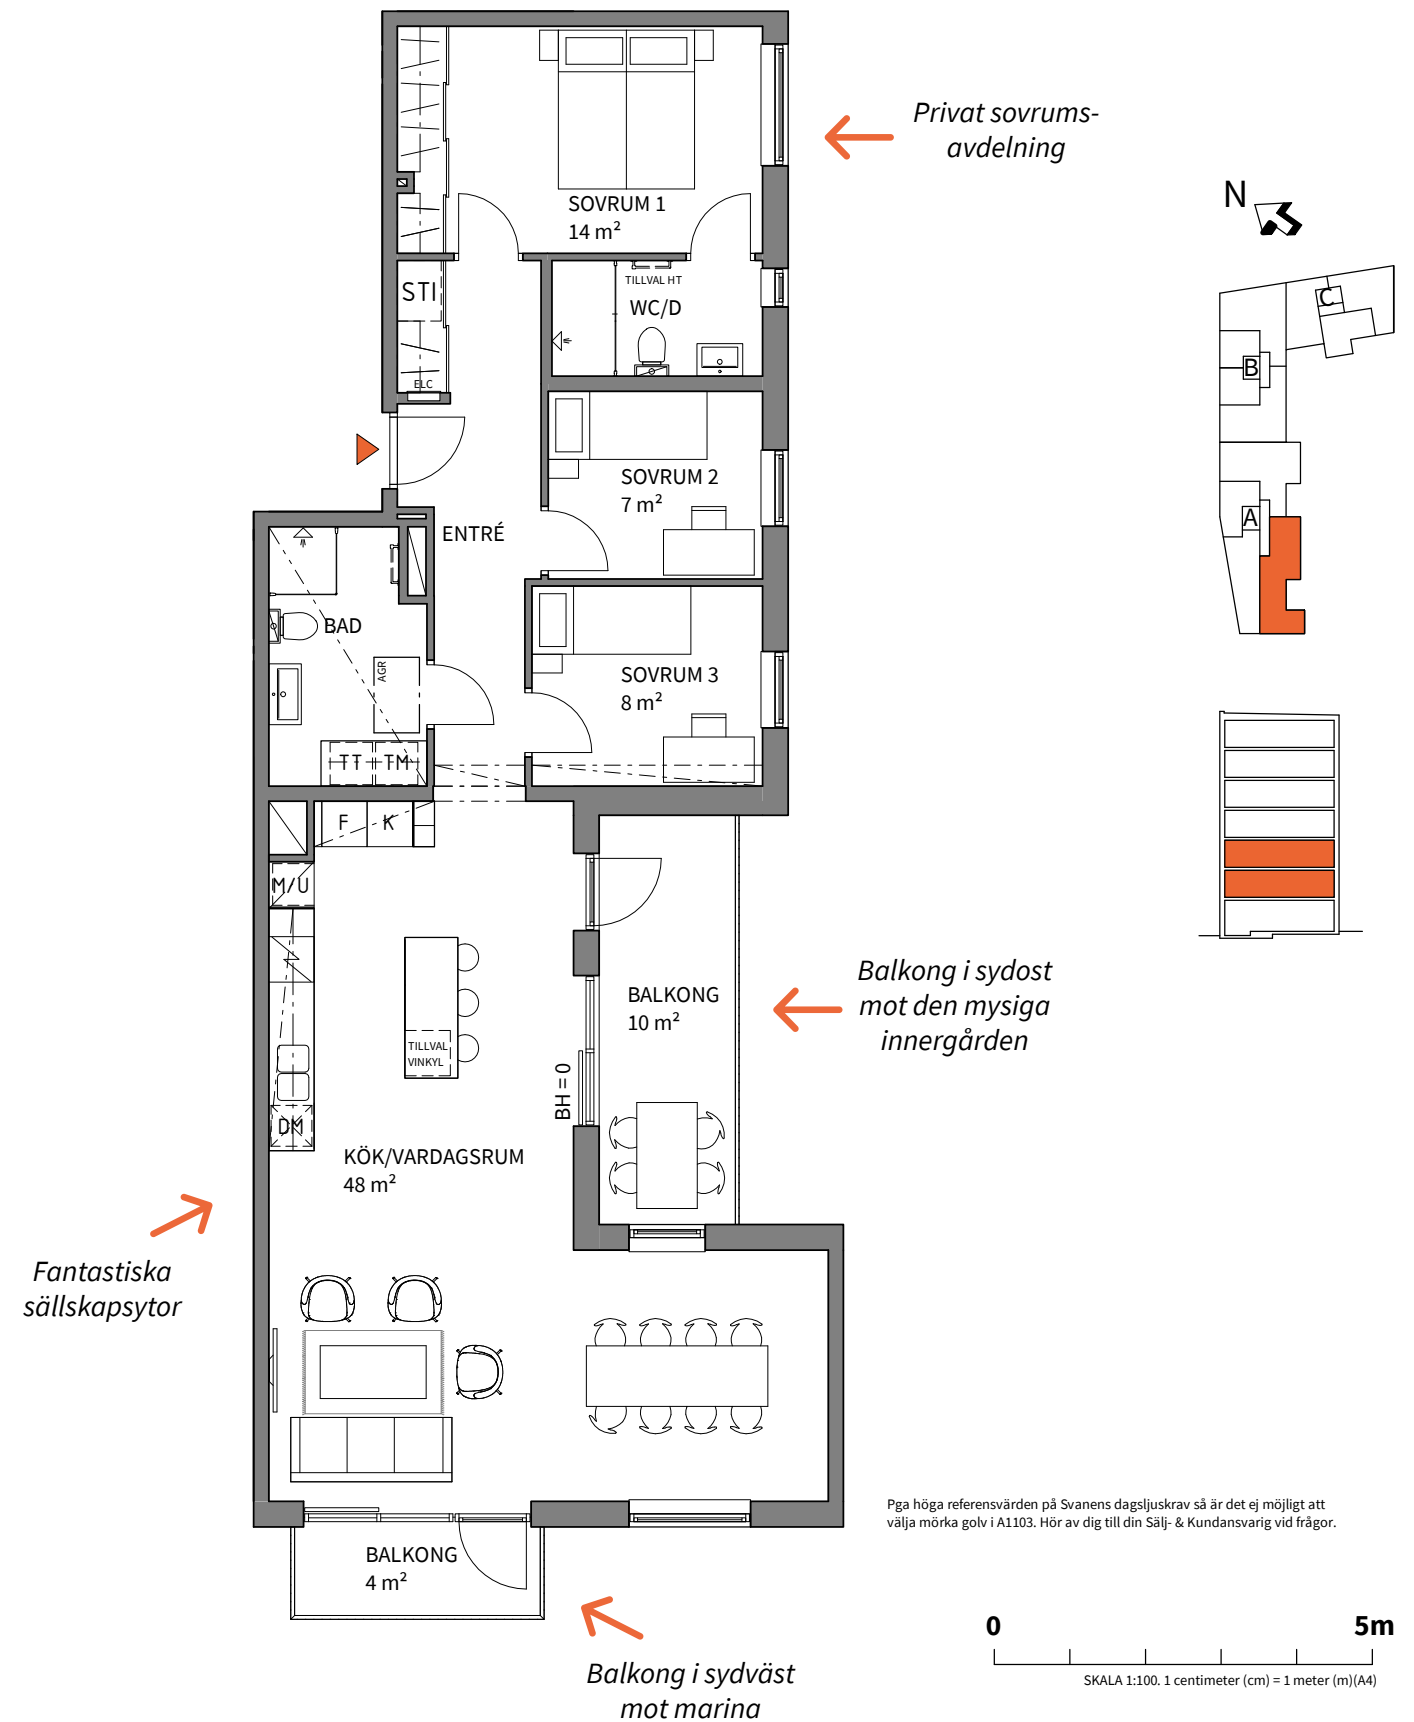 Privat sovrums-
avdelning
SOVRUM 1
14 m²
STI
ELC
TILLVAL HT
WC/D
SOVRUM 2
7 m²
ENTRÉ
BAD
AGR
TT
TM
SOVRUM 3
8 m²
F
K
M/U
DM
TILLVAL
VINKYL
BH = 0
BALKONG
10 m²
Balkong i sydost
mot den mysiga
innergården
KÖK/VARDAGSRUM
48 m²
Fantastiska
sällskapsytor
BALKONG
4 m²
Balkong i sydväst
mot marina
N
C
B
A
Pga höga referensvärden på Svanens dagsljuskrav så är det ej möjligt att
välja mörka golv i A1103. Hör av dig till din Sälj- & Kundansvarig vid frågor.
0
5m
SKALA 1:100. 1 centimeter (cm) = 1 meter (m)(A4)